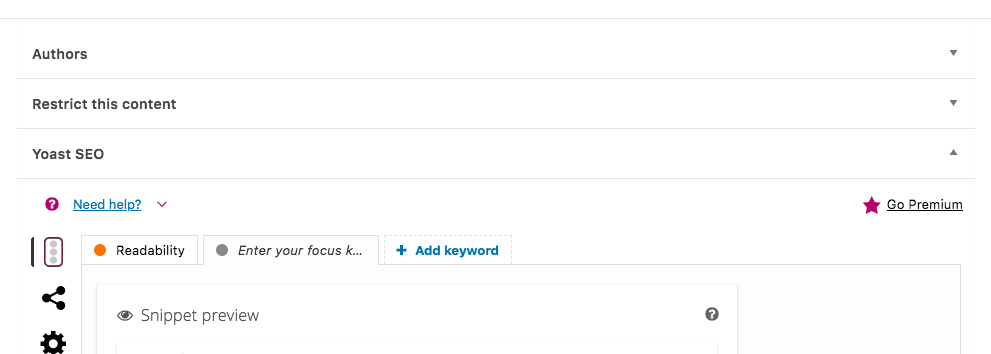 Authors
Restrict this content
Yoast SEO
Need help?
Go Premium
Readability
Enter your focus k...
+ Add keyword
Snippet preview